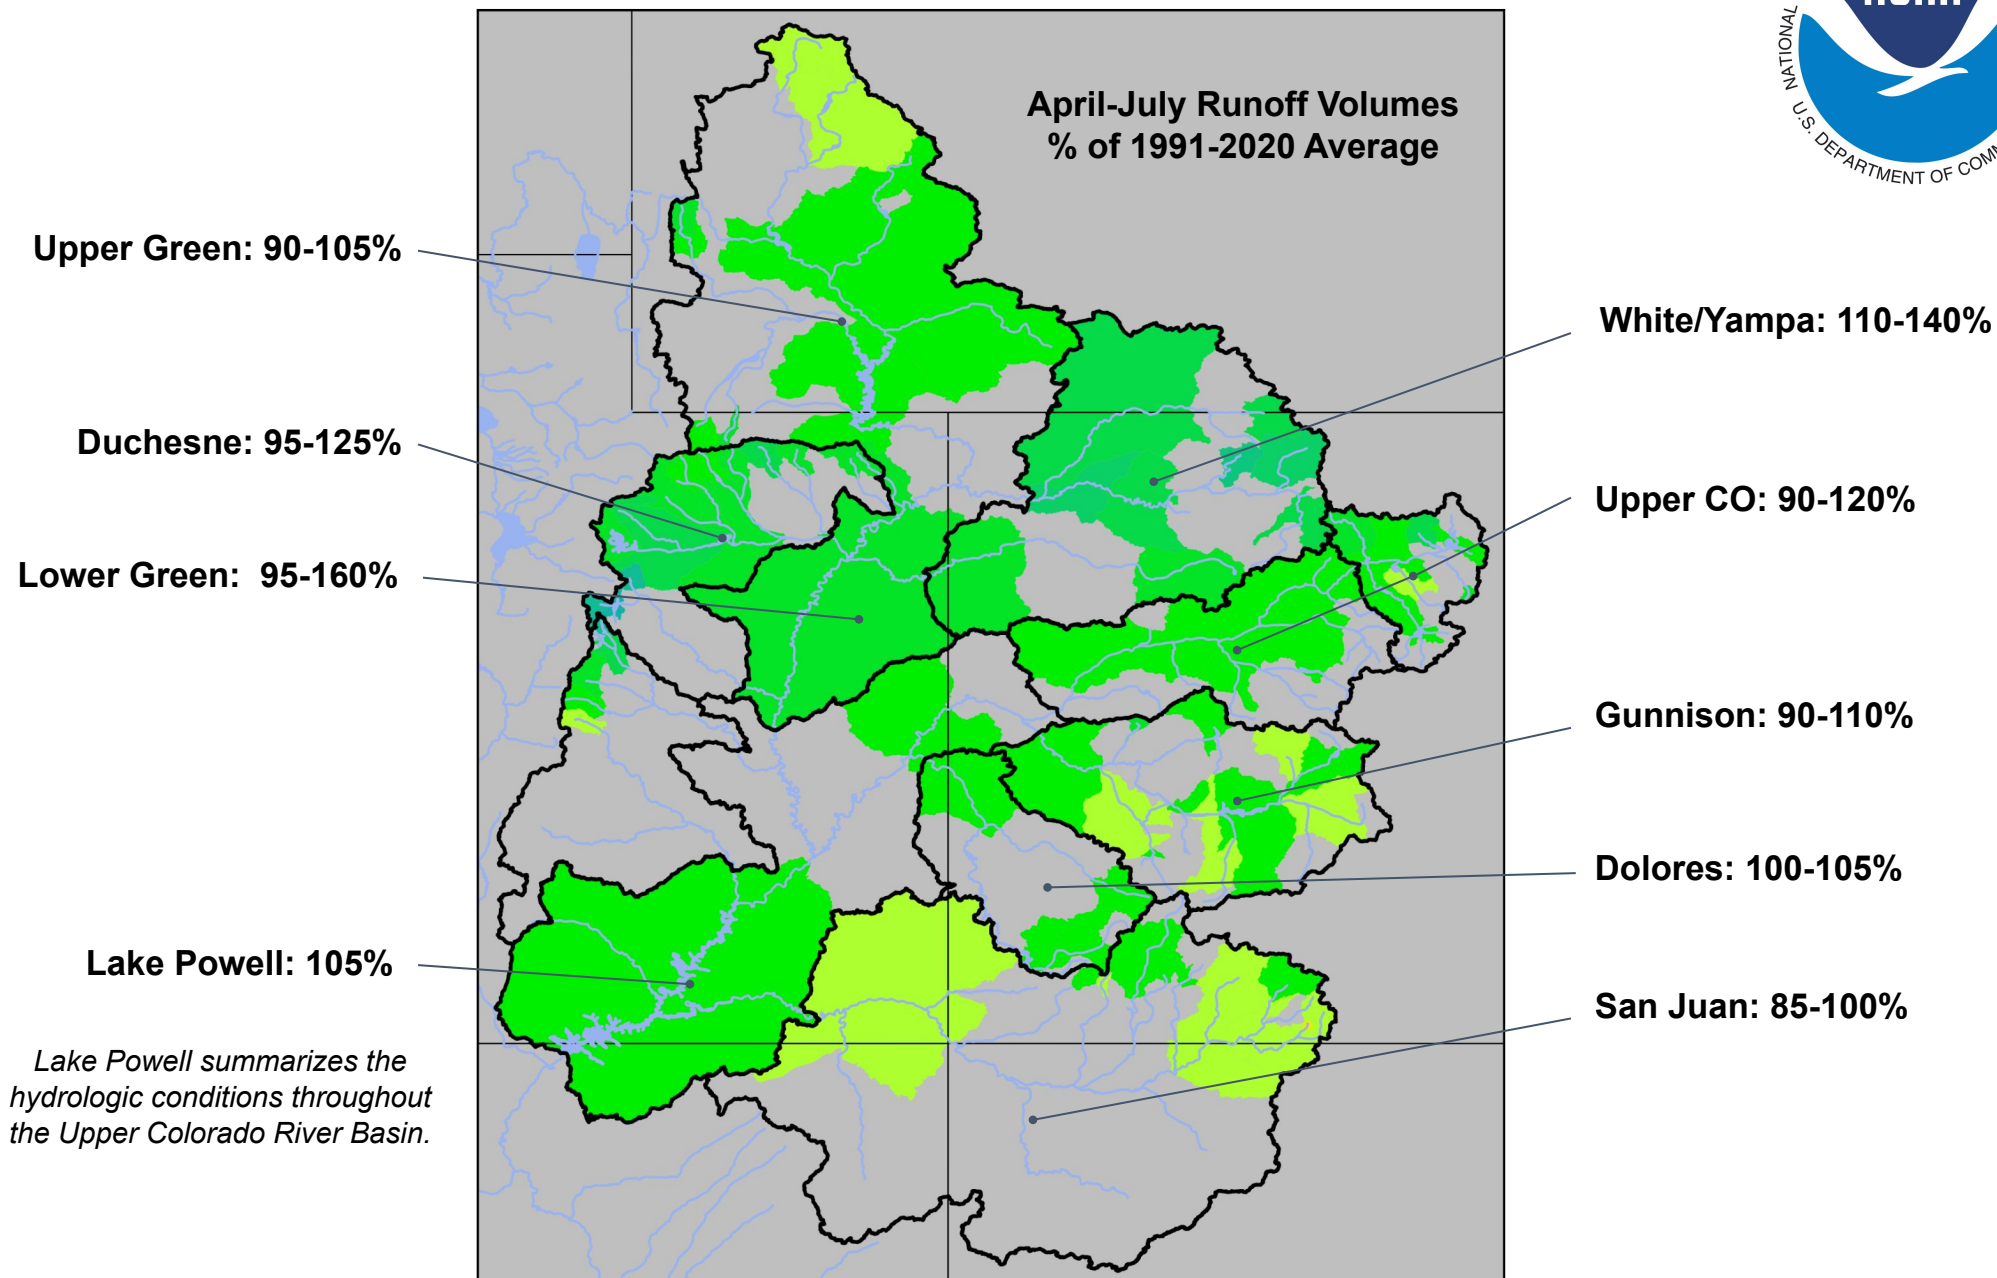 NATIONAL
U.S. DEPARTMENT OF
April-July Runoff Volumes
% of 1991-2020 Average
Upper Green: 90-105%
White/Yampa: 110-140%
Duchesne: 95-125%
Upper CO: 90-120%
Lower Green: 95-160%
Gunnison: 90-110%
Dolores: 100-105%
Lake Powell: 105%
San Juan: 85-100%
Lake Powell summarizes the
hydrologic conditions throughout
the Upper Colorado River Basin.